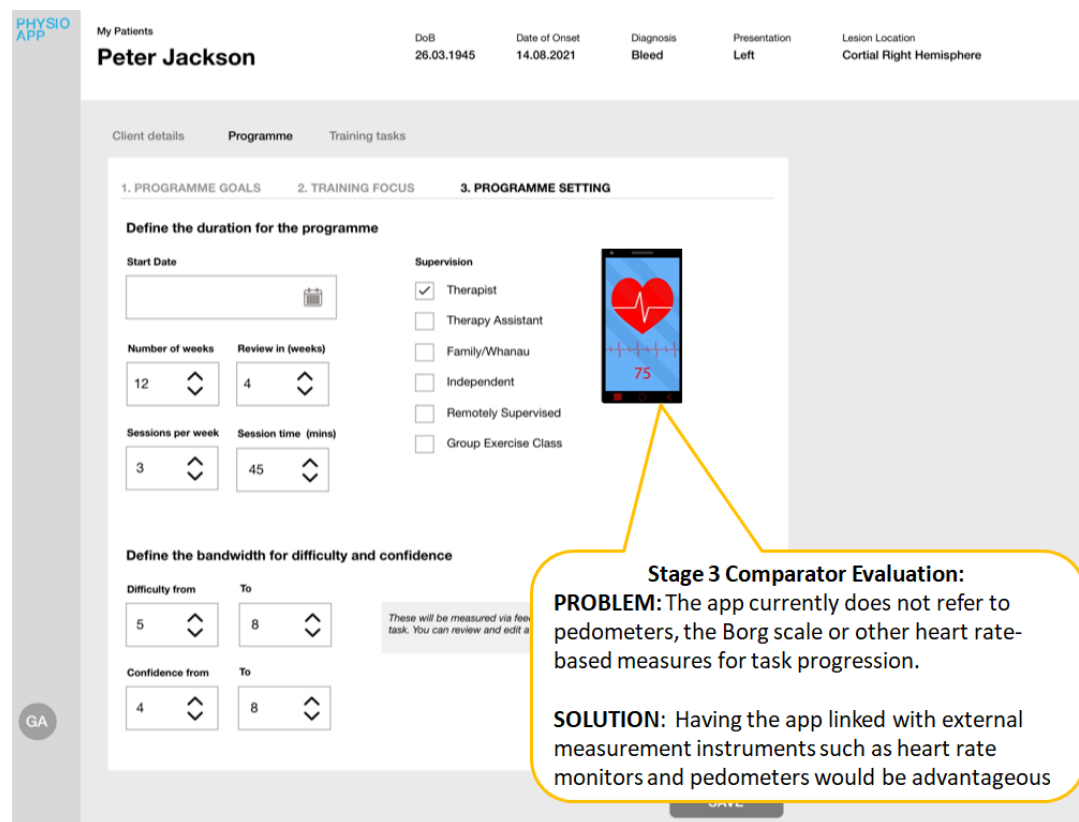 PHYSIO
APP
My Patients
Peter Jackson
DoB
26.03.1945
Date of Onset
14.08.2021
Diagnosis
Bleed
Presentation
Left
Lesion Location
Cortial Right Hemisphere
Client details Programme Training tasks
1. PROGRAMME GOALS 2. TRAINING FOCUS 3. PROGRAMME SETTING
Define the duration for the programme
Start Date
Number of weeks Review in (weeks)
12 4
Sessions per week Session time (mins)
3 45
Supervision
Therapist
Therapy Assistant
Family/Whanau
Independent
Remotely Supervised
Group Exercise Class
75
Define the bandwidth for difficulty and confidence
Difficulty from To
5 8
Confidence from To
4 8
These will be measured via
task. You can review and edit
Stage 3 Comparator Evaluation:
PROBLEM: The app currently does not refer to
pedometers, the Borg scale or other heart rate-
based measures for task progression.
SOLUTION: Having the app linked with external
measurement instruments such as heart rate
monitors and pedometers would be advantageous
GA
SAVE